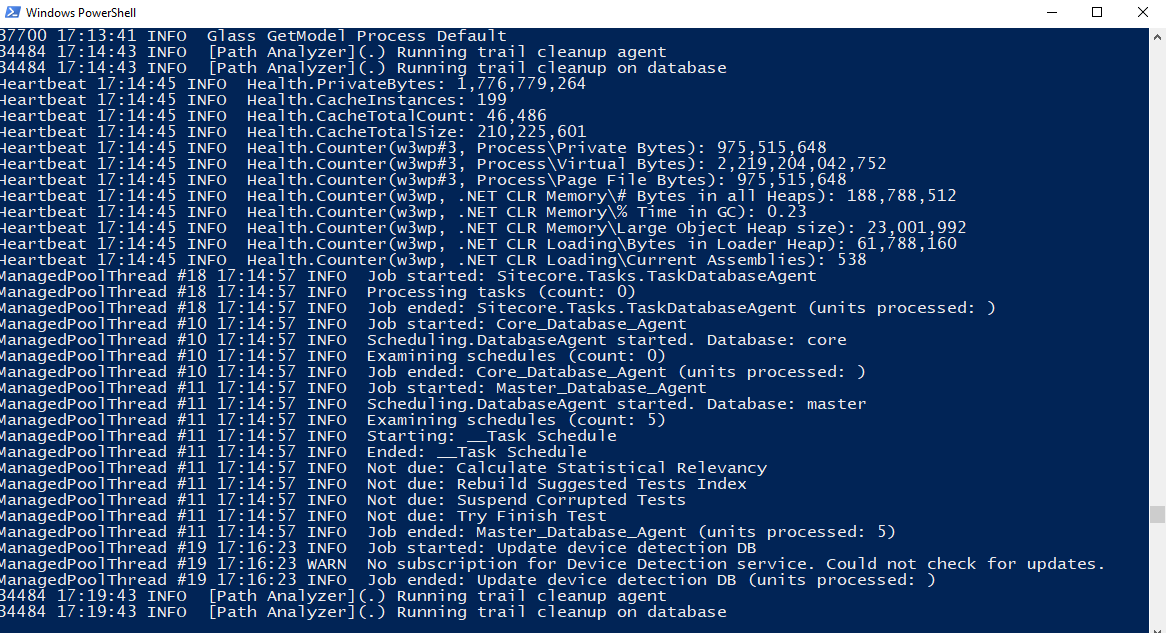 Windows PowerShell
37700 17:13:41 INFO  Glass GetModel Process Default
34484 17:14:43 INFO  [Path Analyzer](.) Running trail cleanup agent
34484 17:14:43 INFO  [Path Analyzer](.) Running trail cleanup on database
Heartbeat 17:14:45 INFO  Health.PrivateBytes: 1,776,779,264
Heartbeat 17:14:45 INFO  Health.CacheInstances: 199
Heartbeat 17:14:45 INFO  Health.CacheTotalCount: 46,486
Heartbeat 17:14:45 INFO  Health.CacheTotalSize: 210,225,601
Heartbeat 17:14:45 INFO  Health.Counter(w3wp#3, Process\Private Bytes): 975,515,648
Heartbeat 17:14:45 INFO  Health.Counter(w3wp#3, Process\Virtual Bytes): 2,219,204,042,752
Heartbeat 17:14:45 INFO  Health.Counter(w3wp#3, Process\Page File Bytes): 975,515,648
Heartbeat 17:14:45 INFO  Health.Counter(w3wp, .NET CLR Memory\# Bytes in all Heaps): 188,788,512
Heartbeat 17:14:45 INFO  Health.Counter(w3wp, .NET CLR Memory\% Time in GC): 0.23
Heartbeat 17:14:45 INFO  Health.Counter(w3wp, .NET CLR Memory\Large Object Heap size): 23,001,992
Heartbeat 17:14:45 INFO  Health.Counter(w3wp, .NET CLR Loading\Bytes in Loader Heap): 61,788,160
Heartbeat 17:14:45 INFO  Health.Counter(w3wp, .NET CLR Loading\Current Assemblies): 538
ManagedPoolThread #18 17:14:57 INFO  Job started: Sitecore.Tasks.TaskDatabaseAgent
ManagedPoolThread #18 17:14:57 INFO  Processing tasks (count: 0)
ManagedPoolThread #18 17:14:57 INFO  Job ended: Sitecore.Tasks.TaskDatabaseAgent (units processed: )
ManagedPoolThread #10 17:14:57 INFO  Job started: Core_Database_Agent
ManagedPoolThread #10 17:14:57 INFO  Scheduling.DatabaseAgent started. Database: core
ManagedPoolThread #10 17:14:57 INFO  Examining schedules (count: 0)
ManagedPoolThread #10 17:14:57 INFO  Job ended: Core_Database_Agent (units processed: )
ManagedPoolThread #11 17:14:57 INFO  Job started: Master_Database_Agent
ManagedPoolThread #11 17:14:57 INFO  Scheduling.DatabaseAgent started. Database: master
ManagedPoolThread #11 17:14:57 INFO  Examining schedules (count: 5)
ManagedPoolThread #11 17:14:57 INFO  Starting: __Task Schedule
ManagedPoolThread #11 17:14:57 INFO  Ended: __Task Schedule
ManagedPoolThread #11 17:14:57 INFO  Not due: Calculate Statistical Relevancy
ManagedPoolThread #11 17:14:57 INFO  Not due: Rebuild Suggested Tests Index
ManagedPoolThread #11 17:14:57 INFO  Not due: Suspend Corrupted Tests
ManagedPoolThread #11 17:14:57 INFO  Not due: Try Finish Test
ManagedPoolThread #11 17:14:57 INFO  Job ended: Master_Database_Agent (units processed: 5)
ManagedPoolThread #19 17:16:23 INFO  Job started: Update device detection DB
ManagedPoolThread #19 17:16:23 WARN  No subscription for Device Detection service. Could not check for updates.
ManagedPoolThread #19 17:16:23 INFO  Job ended: Update device detection DB (units processed: )
34484 17:19:43 INFO  [Path Analyzer](.) Running trail cleanup agent
34484 17:19:43 INFO  [Path Analyzer](.) Running trail cleanup on database